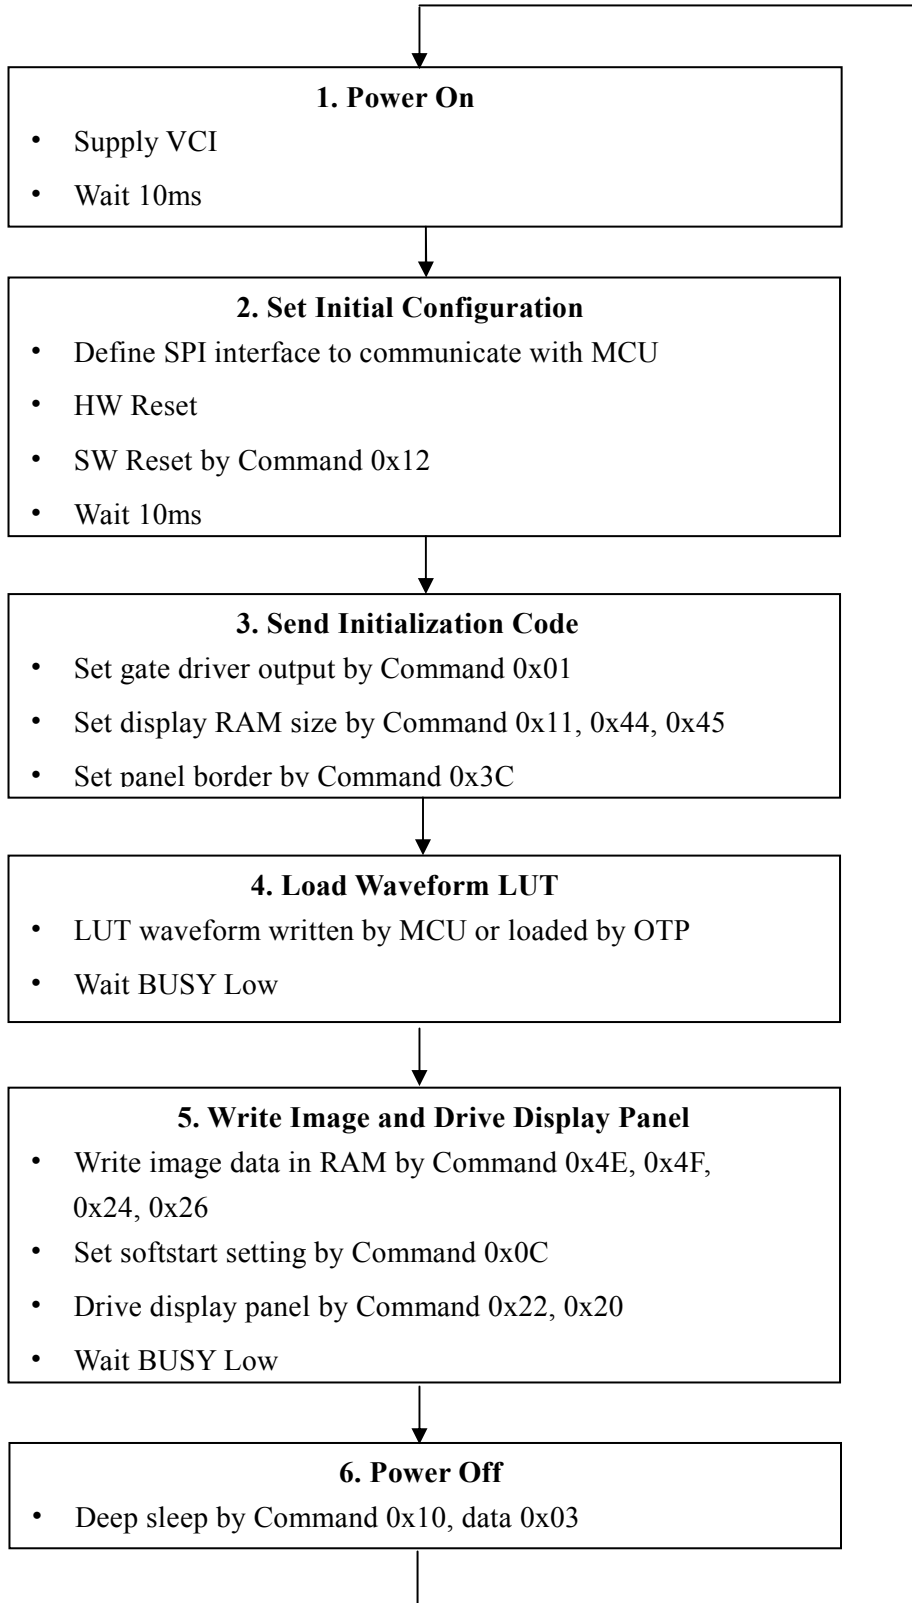 1. Power On
• Supply VCI
• Wait 10ms
2. Set Initial Configuration
• Define SPI interface to communicate with MCU
• HW Reset
• SW Reset by Command 0x12
• Wait 10ms
3. Send Initialization Code
• Set gate driver output by Command 0x01
• Set display RAM size by Command 0x11, 0x44, 0x45
• Set panel border by Command 0x3C
4. Load Waveform LUT
• LUT waveform written by MCU or loaded by OTP
• Wait BUSY Low
5. Write Image and Drive Display Panel
• Write image data in RAM by Command 0x4E, 0x4F,
0x24, 0x26
• Set softstart setting by Command 0x0C
• Drive display panel by Command 0x22, 0x20
• Wait BUSY Low
6. Power Off
• Deep sleep by Command 0x10, data 0x03